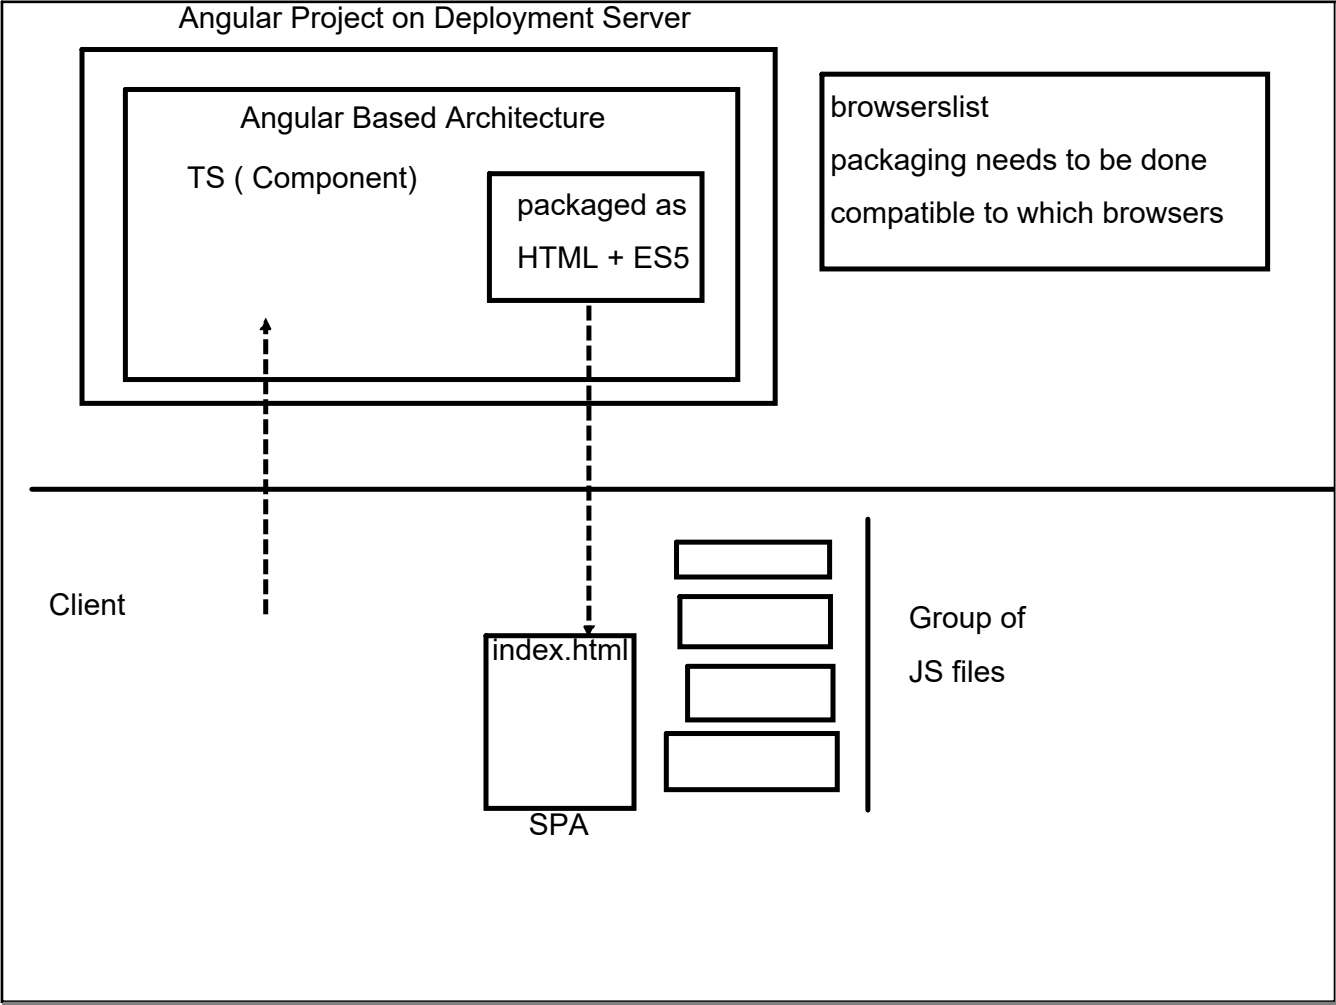 Angular Project on Deployment Server
Angular Based Architecture
TS ( Component)
packaged as
HTML + ES5
browserslist
packaging needs to be done
compatible to which browsers
Client
index.html
SPA
Group of
JS files